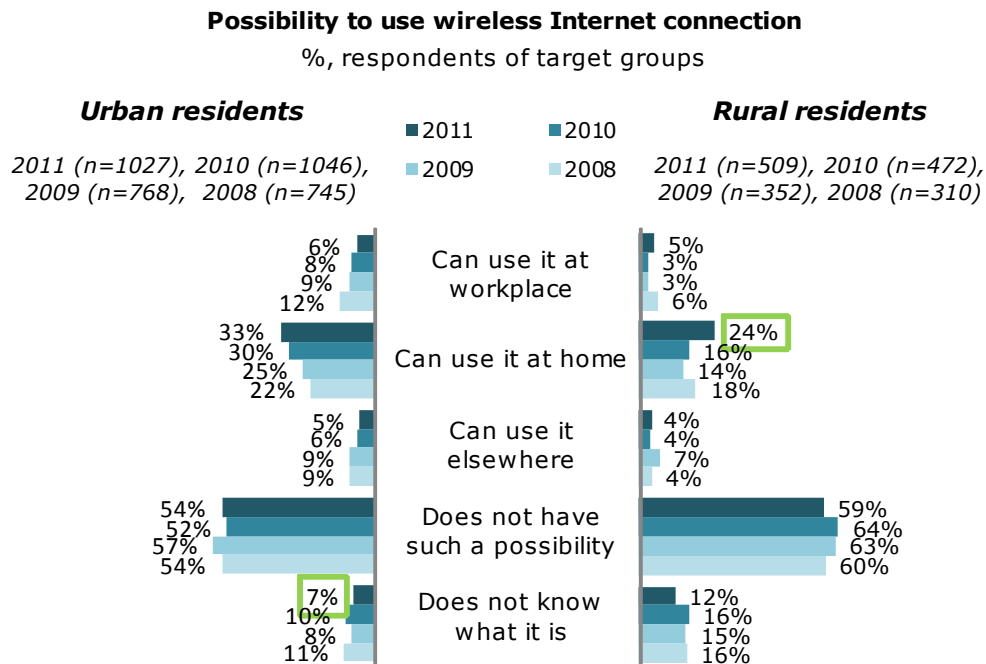 Possibility to use wireless Internet connection
%, respondents of target groups
Urban residents
2011 (n=1027), 2010 (n=1046),
2009 (n=768), 2008 (n=745)
2011
2010
2009
2008
Rural residents
2011 (n=509), 2010 (n=472),
2009 (n=352), 2008 (n=310)
6%
8%
9%
12%
Can use it at
workplace
5%
3%
3%
6%
33%
30%
25%
22%
Can use it at home
24%
16%
14%
18%
5%
6%
9%
9%
Can use it
elsewhere
4%
4%
7%
4%
54%
52%
57%
54%
Does not have
such a possibility
59%
64%
63%
60%
7%
10%
8%
11%
Does not know
what it is
12%
16%
15%
16%